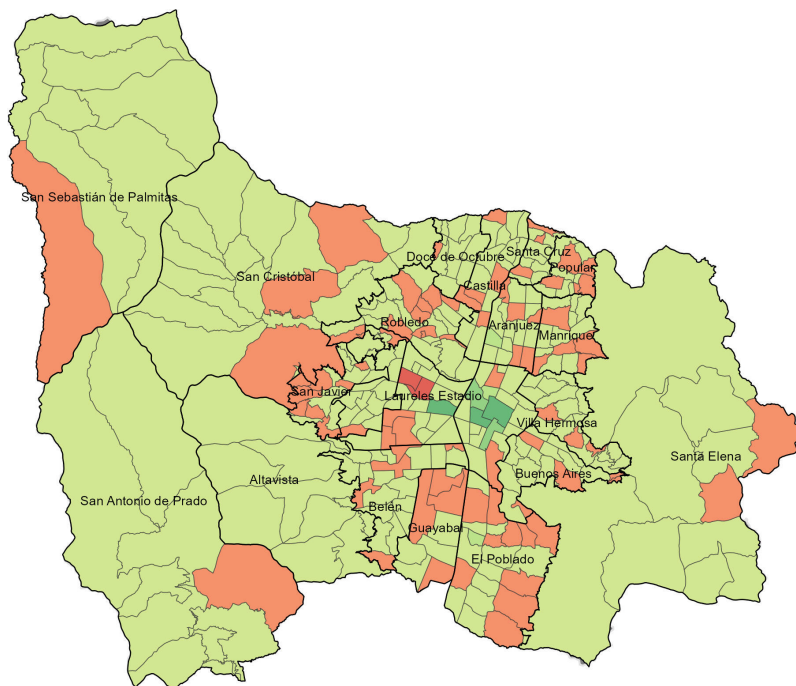 San Sebastián de Palmitas
Doce de Octubre
Santa Cruz
Popular
San Cristóbal
Castilla
Robledo
Aranjuez
Manrique
San Javier
Laureles Estadio
Villa Hermosa
Santa Elena
Buenos Aires
Altavista
San Antonio de Prado
Belén
Guayabal
El Poblado